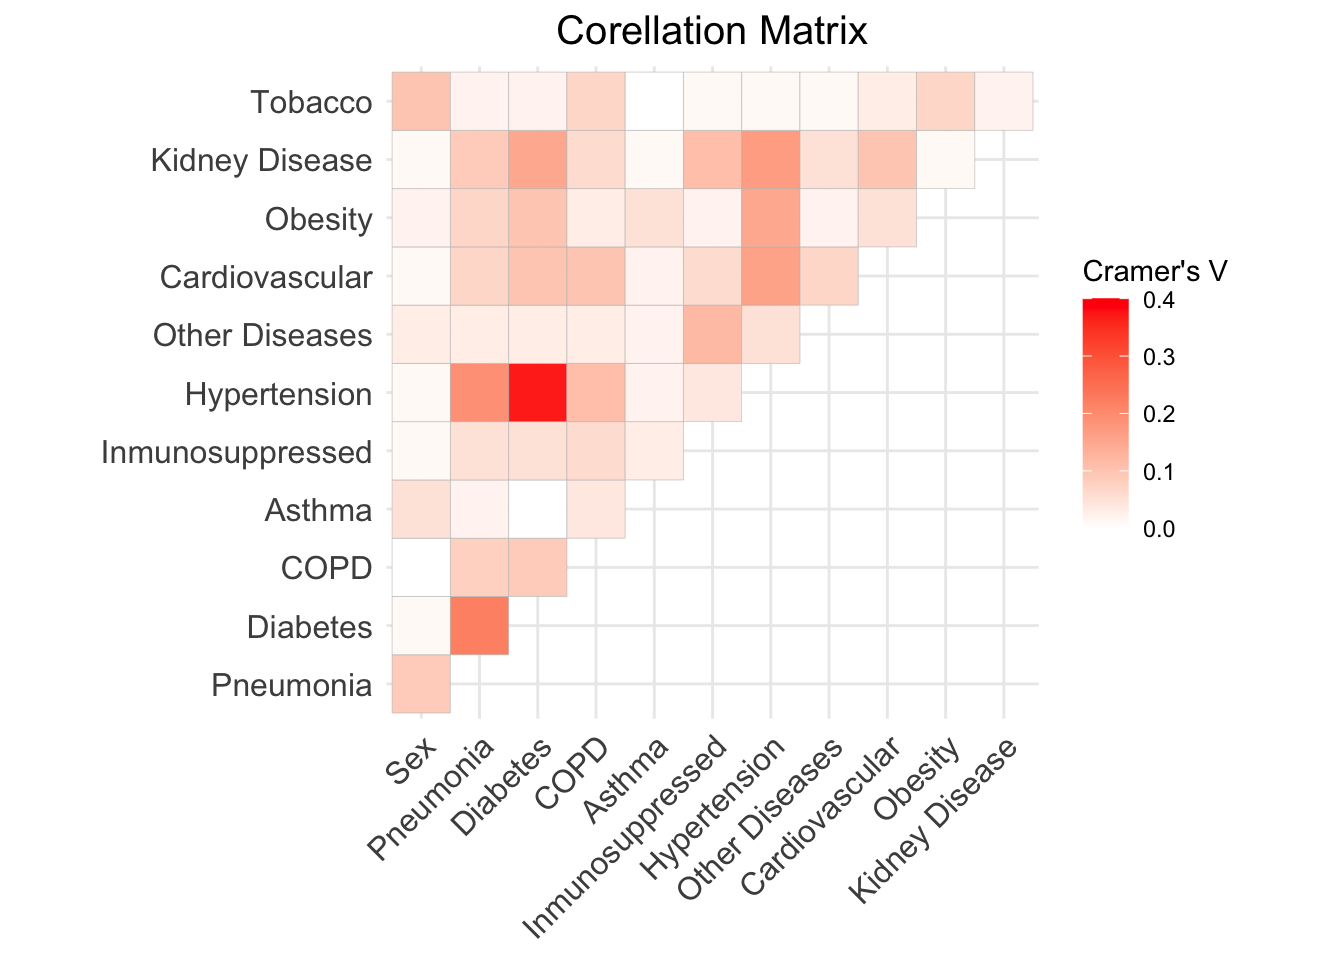 Corellation Matrix
Tobacco
Kidney Disease
Obesity
Cardiovascular
Other Diseases
Hypertension
Inmunosuppressed
Asthma
COPD
Diabetes
Pneumonia
Sex
Pneumonia
Diabetes
COPD
Asthma
Inmunosuppressed
Hypertension
Other Diseases
Cardiovascular
Obesity
Kidney Disease
Cramer's V
0.4
0.3
0.2
0.1
0.0